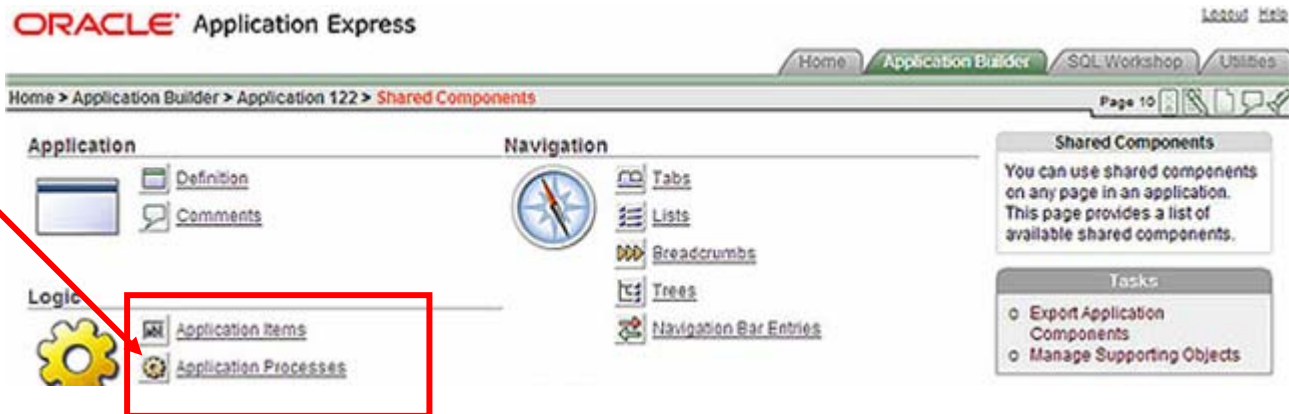 ORACLE Application Express
Logout Help
Home Application Builder SQL Workshop Utilities
Home > Application Builder > Application 122 > Shared Components
Page 10
Application
Definition
Comments
Logic
Application Items
Application Processes
Navigation
Tabs
Lists
Breadcrumbs
Trees
Navigation Bar Entries
Shared Components
You can use shared components
on any page in an application.
This page provides a list of
available shared components.
Tasks
Export Application
Components
Manage Supporting Objects